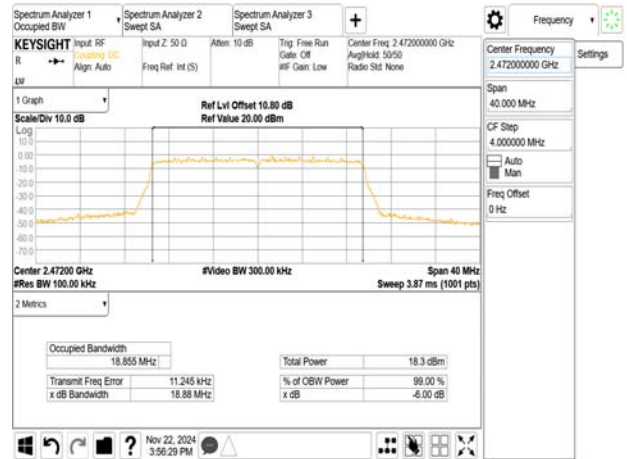 Spectrum Analyzer 1
Occupied BW
Spectrum Analyzer 2
Swept SA
Spectrum Analyzer 3
Swept SA
Frequency
KEYSIGHT
R
Input: RF
Coupling: DC
Align: Auto
Input Z: 50 Ω
Freq Ref: Int (S)
Atten: 10 dB
Trig: Free Run
Gate: Off
#IF Gain: Low
Center Freq: 2.472000000 GHz
Avg|Hold: 50/50
Radio Std: None
1 Graph
Scale/Div 10.0 dB
Ref Lvl Offset 10.80 dB
Ref Value 20.00 dBm
Log
10.0
0.00
-10.0
-20.0
-30.0
-40.0
-50.0
-60.0
-70.0
Center 2.47200 GHz
#Res BW 100.00 kHz
#Video BW 300.00 kHz
Span 40 MHz
Sweep 3.87 ms (1001 pts)
2 Metrics
Occupied Bandwidth
18.855 MHz
Transmit Freq Error 11.245 kHz
x dB Bandwidth 18.88 MHz
Total Power 18.3 dBm
% of OBW Power 99.00 %
x dB -6.00 dB
Nov 22, 2024
3:56:29 PM
Center Frequency
2.472000000 GHz
Settings
Span
40.000 MHz
CF Step
4.000000 MHz
Auto
Man
Freq Offset
0 Hz